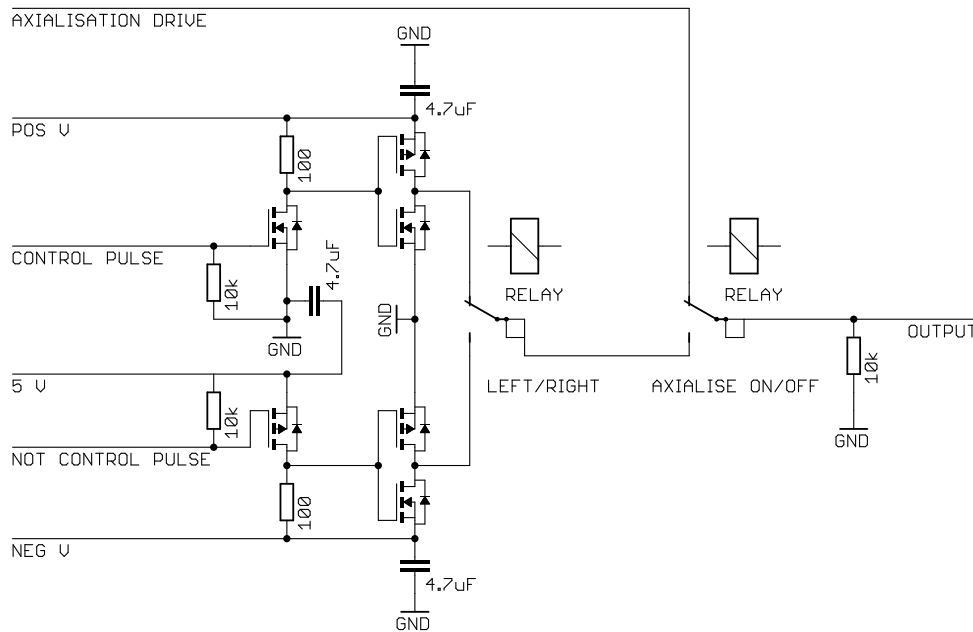 AXIALISATION DRIVE
GND
4.7uF
POS V
100
CONTROL PULSE
4.7uF
10k
RELAY
RELAY
GND
GND
OUTPUT
5 V
LEFT/RIGHT
AXIALISE ON/OFF
10k
10k
GND
NOT CONTROL PULSE
100
NEG V
4.7uF
GND